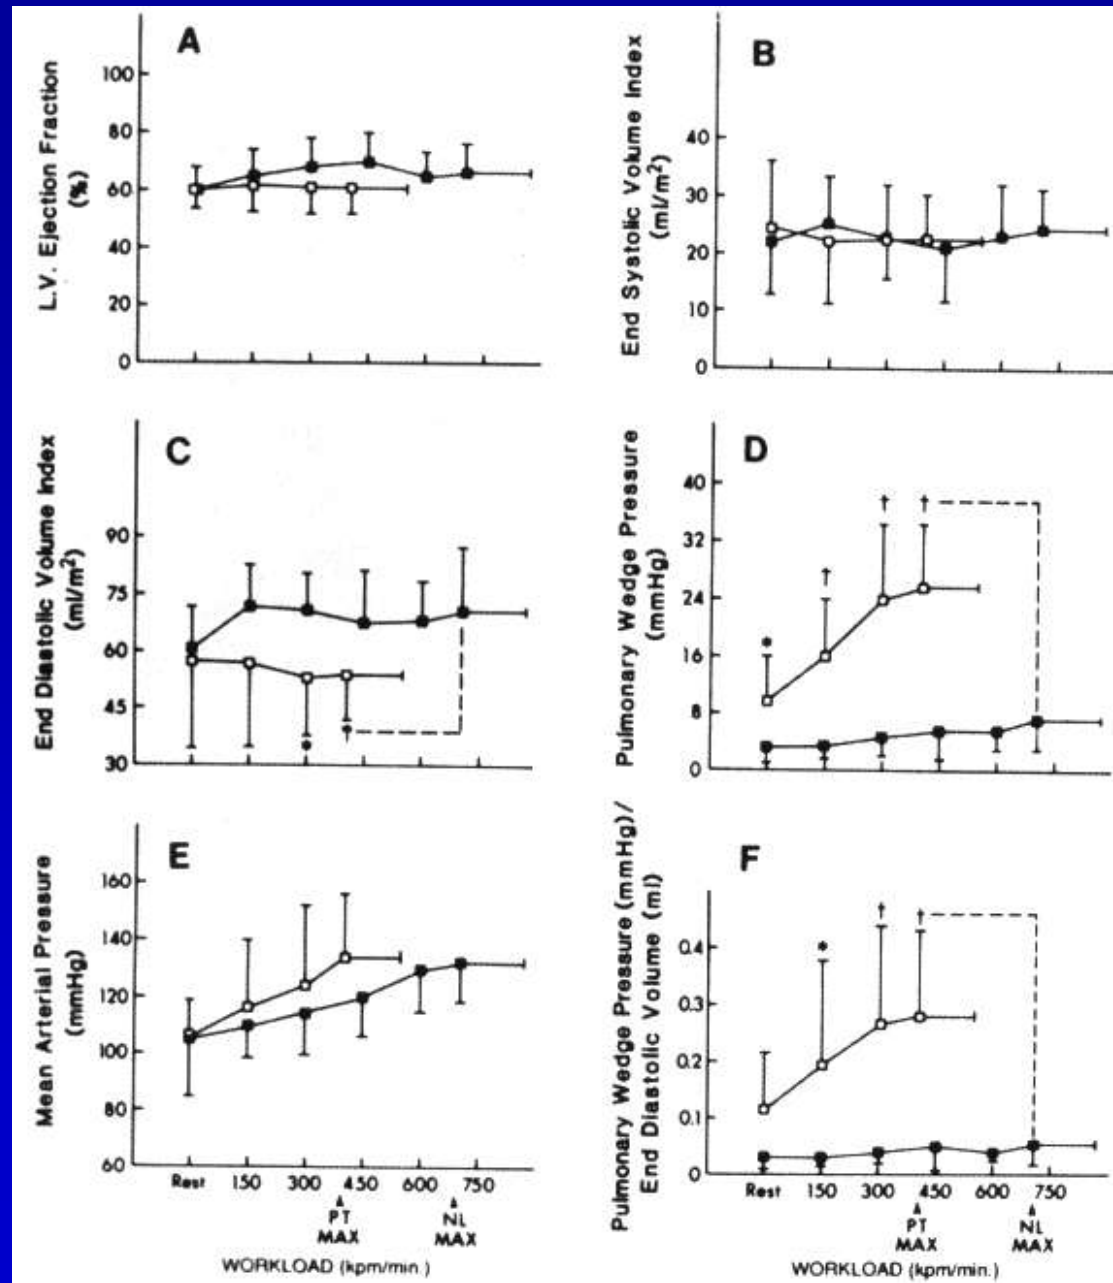 A
L.V. Ejection Fraction
(%)
100
80
60
40
20
0
B
End Systolic Volume Index
(ml/m²)
40
30
20
10
0
C
End Diastolic Volume Index
(ml/m²)
90
75
60
45
30
*
†
D
Pulmonary Wedge Pressure
(mmHg)
40
32
24
16
8
0
*
†
†
†
E
Mean Arterial Pressure
(mmHg)
160
140
120
100
80
60
Rest 150 300 450 600 750
PT NL
MAX MAX
WORKLOAD (kpm/min.)
F
Pulmonary Wedge Pressure (mmHg)/
End Diastolic Volume (ml)
0.4
0.3
0.2
0.1
0
*
†
†
Rest 150 300 450 600 750
PT NL
MAX MAX
WORKLOAD (kpm/min.)